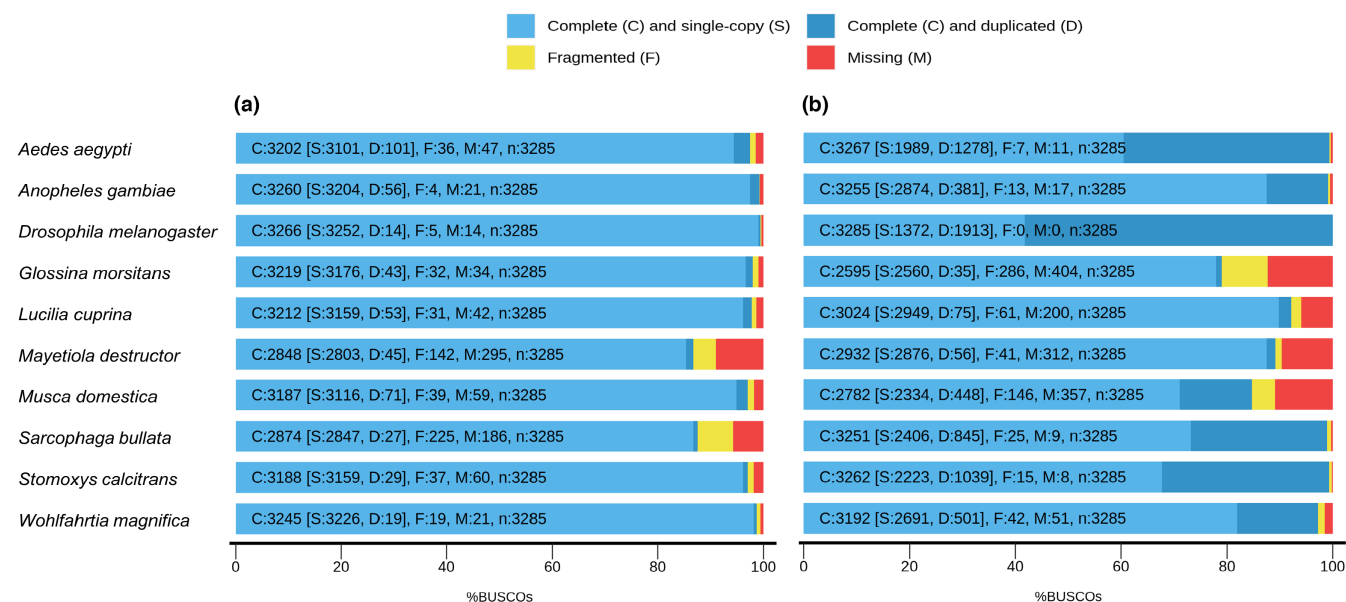 Complete (C) and single-copy (S) Complete (C) and duplicated (D)
Fragmented (F) Missing (M)
(a) (b)
Aedes aegypti C:3202 [S:3101, D:101], F:36, M:47, n:3285 C:3267 [S:1989, D:1278], F:7, M:11, n:3285
Anopheles gambiae C:3260 [S:3204, D:56], F:4, M:21, n:3285 C:3255 [S:2874, D:381], F:13, M:17, n:3285
Drosophila melanogaster C:3266 [S:3252, D:14], F:5, M:14, n:3285 C:3285 [S:1372, D:1913], F:0, M:0, n:3285
Glossina morsitans C:3219 [S:3176, D:43], F:32, M:34, n:3285 C:2595 [S:2560, D:35], F:286, M:404, n:3285
Lucilia cuprina C:3212 [S:3159, D:53], F:31, M:42, n:3285 C:3024 [S:2949, D:75], F:61, M:200, n:3285
Mayetiola destructor C:2848 [S:2803, D:45], F:142, M:295, n:3285 C:2932 [S:2876, D:56], F:41, M:312, n:3285
Musca domestica C:3187 [S:3116, D:71], F:39, M:59, n:3285 C:2782 [S:2334, D:448], F:146, M:357, n:3285
Sarcophaga bullata C:2874 [S:2847, D:27], F:225, M:186, n:3285 C:3251 [S:2406, D:845], F:25, M:9, n:3285
Stomoxys calcitrans C:3188 [S:3159, D:29], F:37, M:60, n:3285 C:3262 [S:2223, D:1039], F:15, M:8, n:3285
Wohlfahrtia magnifica C:3245 [S:3226, D:19], F:19, M:21, n:3285 C:3192 [S:2691, D:501], F:42, M:51, n:3285
0 20 40 60 80 100 0 20 40 60 80 100
%BUSCOs %BUSCOs